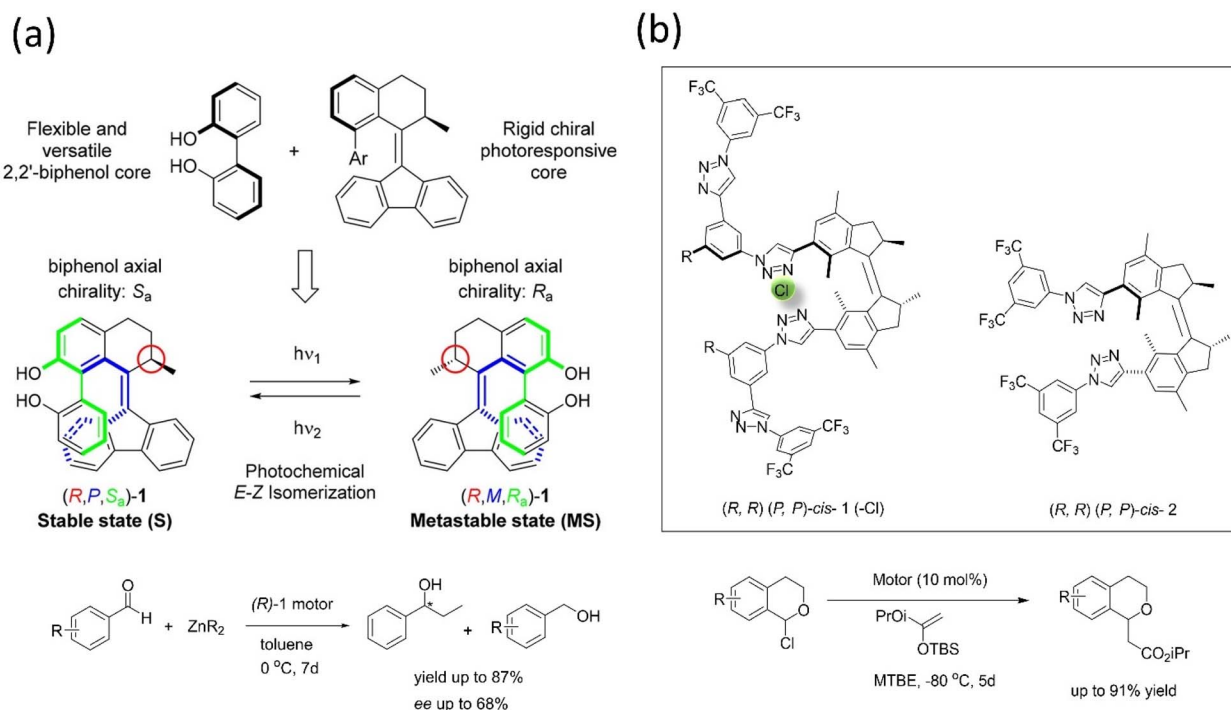 (a)
Flexible and
versatile
2,2'-biphenol core
HO
HO
+
Ar
Rigid chiral
photoresponsive
core
biphenol axial
chirality: Sa
biphenol axial
chirality: Ra
HO
HO
hν1
hν2
Photochemical
E-Z Isomerization
OH
OH
(R,P,Sa)-1
Stable state (S)
(R,M,Ra)-1
Metastable state (MS)
R
O
H
+ ZnR2
(R)-1 motor
toluene
0 °C, 7d
OH
*
+
R
OH
yield up to 87%
ee up to 68%
(b)
F3C
CF3
N
N=N
R
N
N=N
Cl
N=N
N
R
N=N
N
CF3
F3C
(R, R) (P, P)-cis- 1 (-Cl)
CF3
F3C
N
N=N
N=N
N
F3C
CF3
(R, R) (P, P)-cis- 2
R
O
Cl
Motor (10 mol%)
PrOi
OTBS
MTBE, -80 °C, 5d
R
O
CO2iPr
up to 91% yield